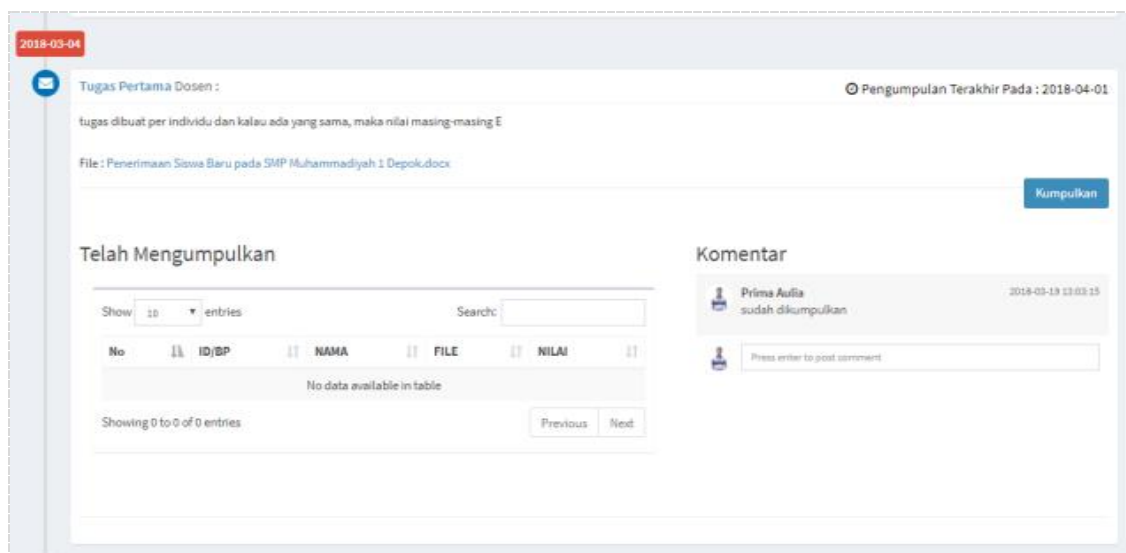 2018-03-04
Tugas Pertama Dosen :
Pengumpulan Terakhir Pada : 2018-04-01
tugas dibuat per individu dan kalau ada yang sama, maka nilai masing-masing E
File : Penerimaan Siswa Baru pada SMP Muhammadiyah 1 Depok.docx
Kumpulkan
Telah Mengumpulkan
Show 10 entries
Search:
No ID/BP NAMA FILE NILAI
No data available in table
Showing 0 to 0 of 0 entries
Previous Next
Komentar
Prima Aulia 2018-03-19 13:03:15
sudah dikumpulkan
Press enter to post comment